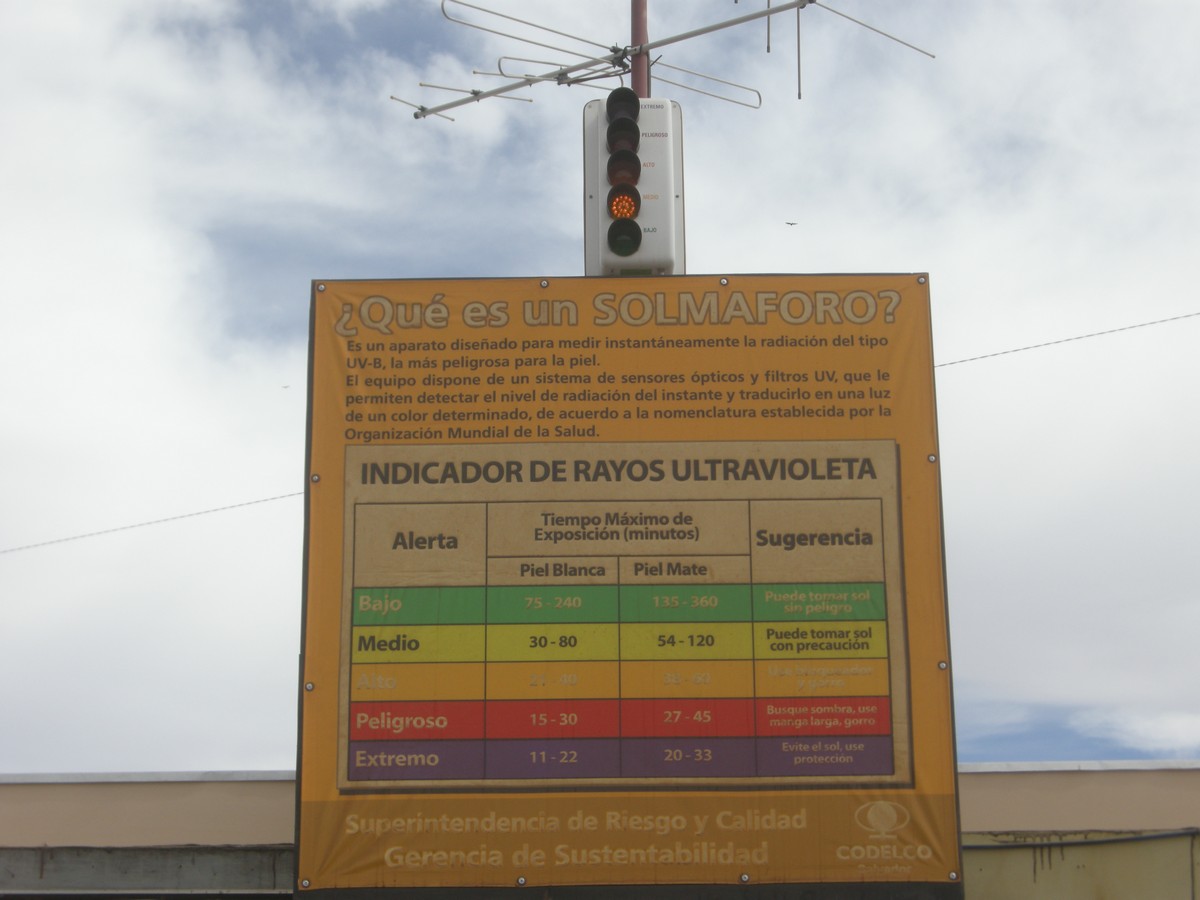 EXTREMO
PELIGROSO
ALTO
MEDIO
BAJO
¿Qué es un SOLMAFORO?
Es un aparato diseñado para medir instantáneamente la radiación del tipo
UV-B, la más peligrosa para la piel.
El equipo dispone de un sistema de sensores ópticos y filtros UV, que le
permiten detectar el nivel de radiación del instante y traducirlo en una luz
de un color determinado, de acuerdo a la nomenclatura establecida por la
Organización Mundial de la Salud.
INDICADOR DE RAYOS ULTRAVIOLETA
Alerta
Tiempo Máximo de
Exposición (minutos)
Sugerencia
Piel Blanca
Piel Mate
Bajo
75 - 240
135 - 360
Puede tomar sol
sin peligro
Medio
30 - 80
54 - 120
Puede tomar sol
con precaución
Alto
Peligroso
15 - 30
27 - 45
Busque sombra, use
manga larga, gorro
Extremo
11 - 22
20 - 33
Evite el sol, use
protección
Superintendencia de Riesgo y Calidad
Gerencia de Sustentabilidad
CODELCO